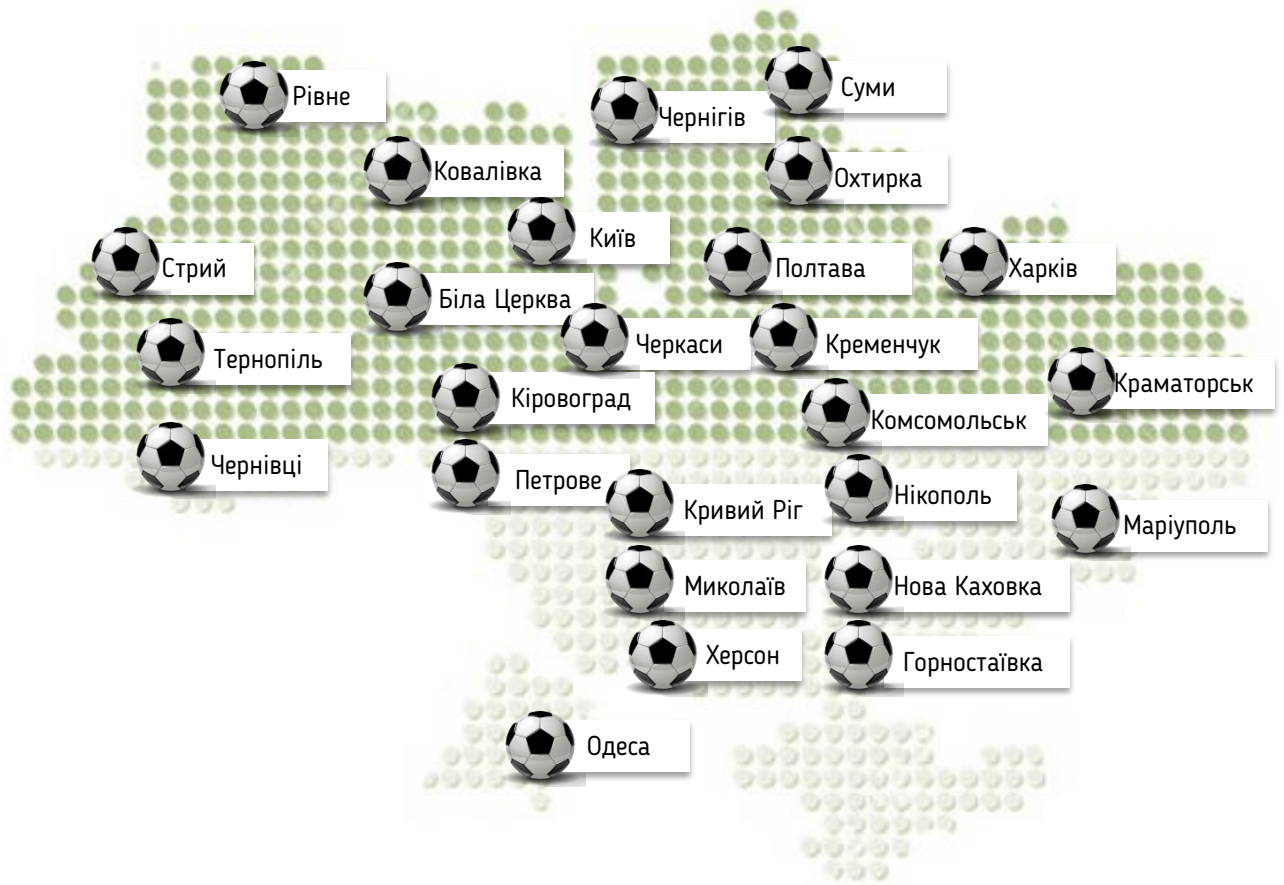 Суми
Рівне
Чернігів
Ковалівка
Охтирка
Київ
Стрий
Полтава
Харків
Біла Церква
Черкаси
Кременчук
Тернопіль
Краматорськ
Кіровоград
Комсомольськ
Чернівці
Петрове
Нікополь
Кривий Ріг
Маріуполь
Миколаїв
Нова Каховка
Херсон
Горностаївка
Одеса